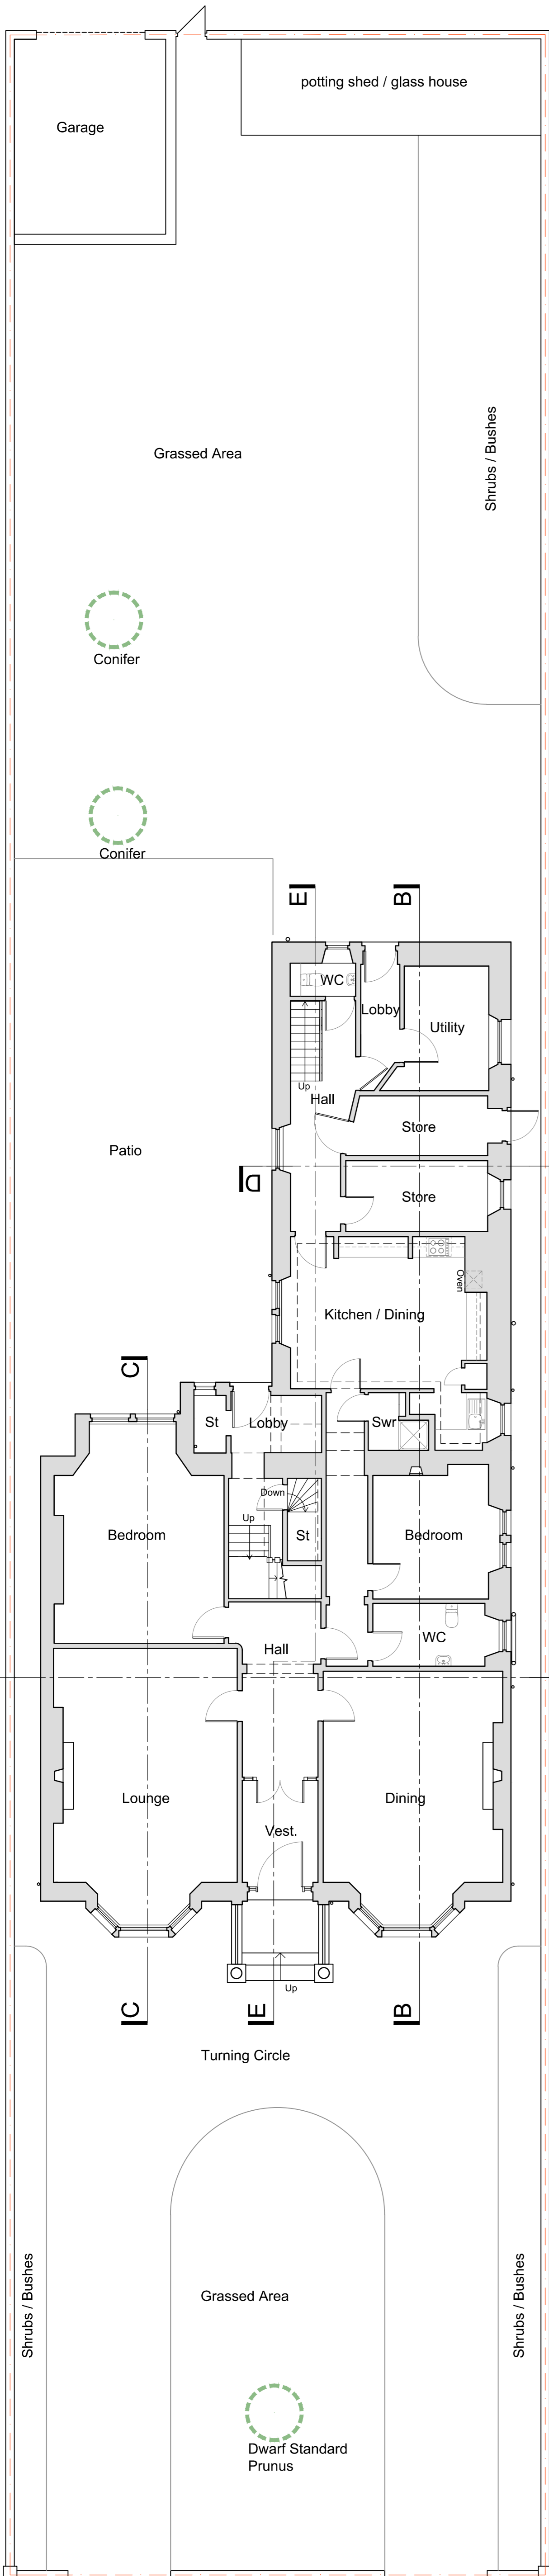 potting shed / glass house
Garage
Shrubs / Bushes
Grassed Area
Conifer
Conifer
E
B
WC
Lobby
Utility
Up
Hall
Store
Patio
D
Store
Oven
Kitchen / Dining
C
St
Lobby
Swr
Down
Up
Bedroom
St
Bedroom
WC
Hall
Lounge
Dining
Vest.
Up
C
E
B
Turning Circle
Shrubs / Bushes
Shrubs / Bushes
Grassed Area
Dwarf Standard
Prunus